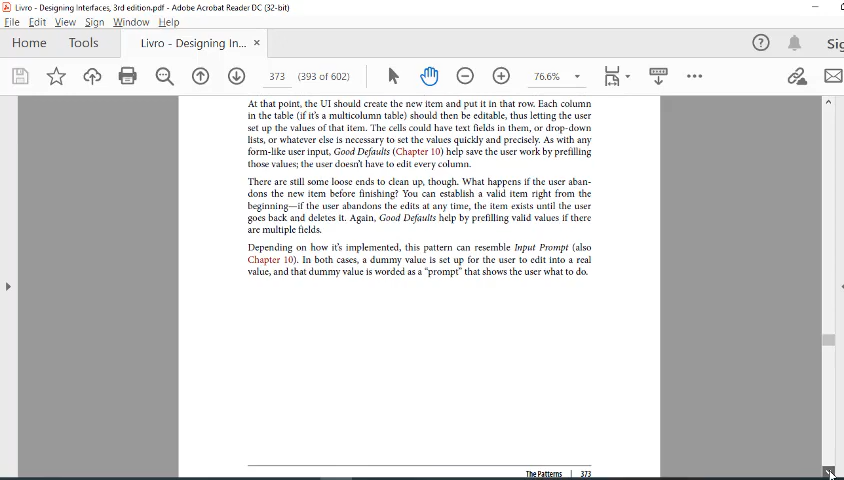 Livro - Designing Interfaces, 3rd edition.pdf - Adobe Acrobat Reader DC (32-bit)
File Edit View Sign Window Help
Home Tools Livro - Designing In... × Sig
373 (393 of 602) 76.6%
At that point, the UI should create the new item and put it in that row. Each column
in the table (if it's a multicolumn table) should then be editable, thus letting the user
set up the values of that item. The cells could have text fields in them, or drop-down
lists, or whatever else is necessary to set the values quickly and precisely. As with any
form-like user input, Good Defaults (Chapter 10) help save the user work by prefilling
those values; the user doesn't have to edit every column.
There are still some loose ends to clean up, though. What happens if the user aban-
dons the new item before finishing? You can establish a valid item right from the
beginning—if the user abandons the edits at any time, the item exists until the user
goes back and deletes it. Again, Good Defaults help by prefilling valid values if there
are multiple fields.
Depending on how it's implemented, this pattern can resemble Input Prompt (also
Chapter 10). In both cases, a dummy value is set up for the user to edit into a real
value, and that dummy value is worded as a “prompt” that shows the user what to do.
The Patterns | 373